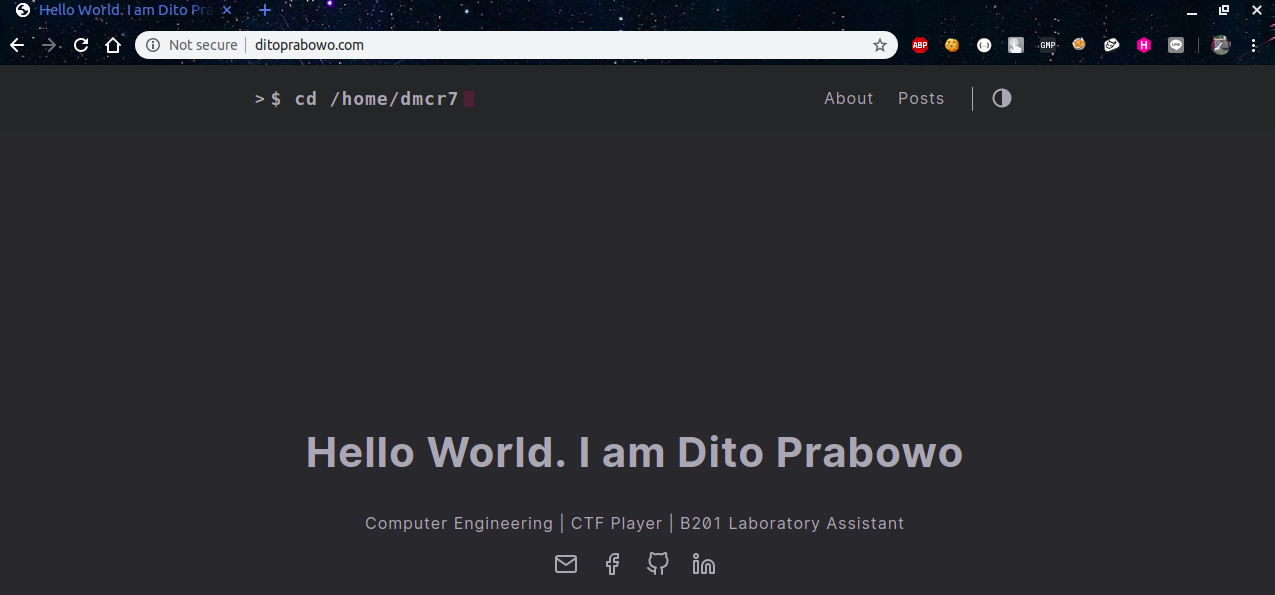 Hello World. I am Dito Pra
Not secure ditoprabowo.com
ABP
GMP
H
>$ cd /home/dmcr7
About Posts
Hello World. I am Dito Prabowo
Computer Engineering | CTF Player | B201 Laboratory Assistant